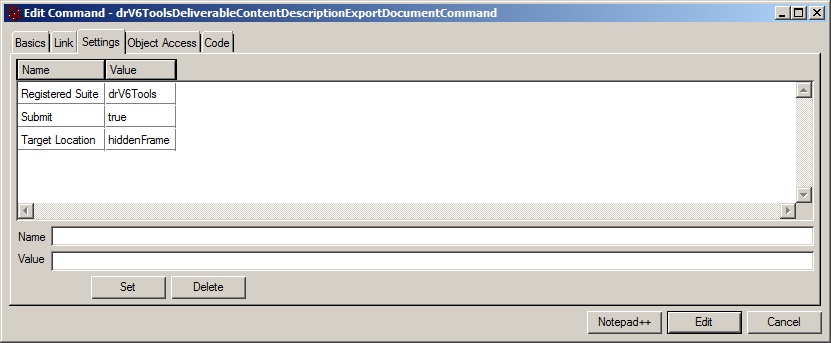 Edit Command - drV6ToolsDeliverableContentDescriptionExportDocumentCommand
Basics Link Settings Object Access Code
Name Value
Registered Suite drV6Tools
Submit true
Target Location hiddenFrame
Name
Value
Set Delete
Notepad++ Edit Cancel